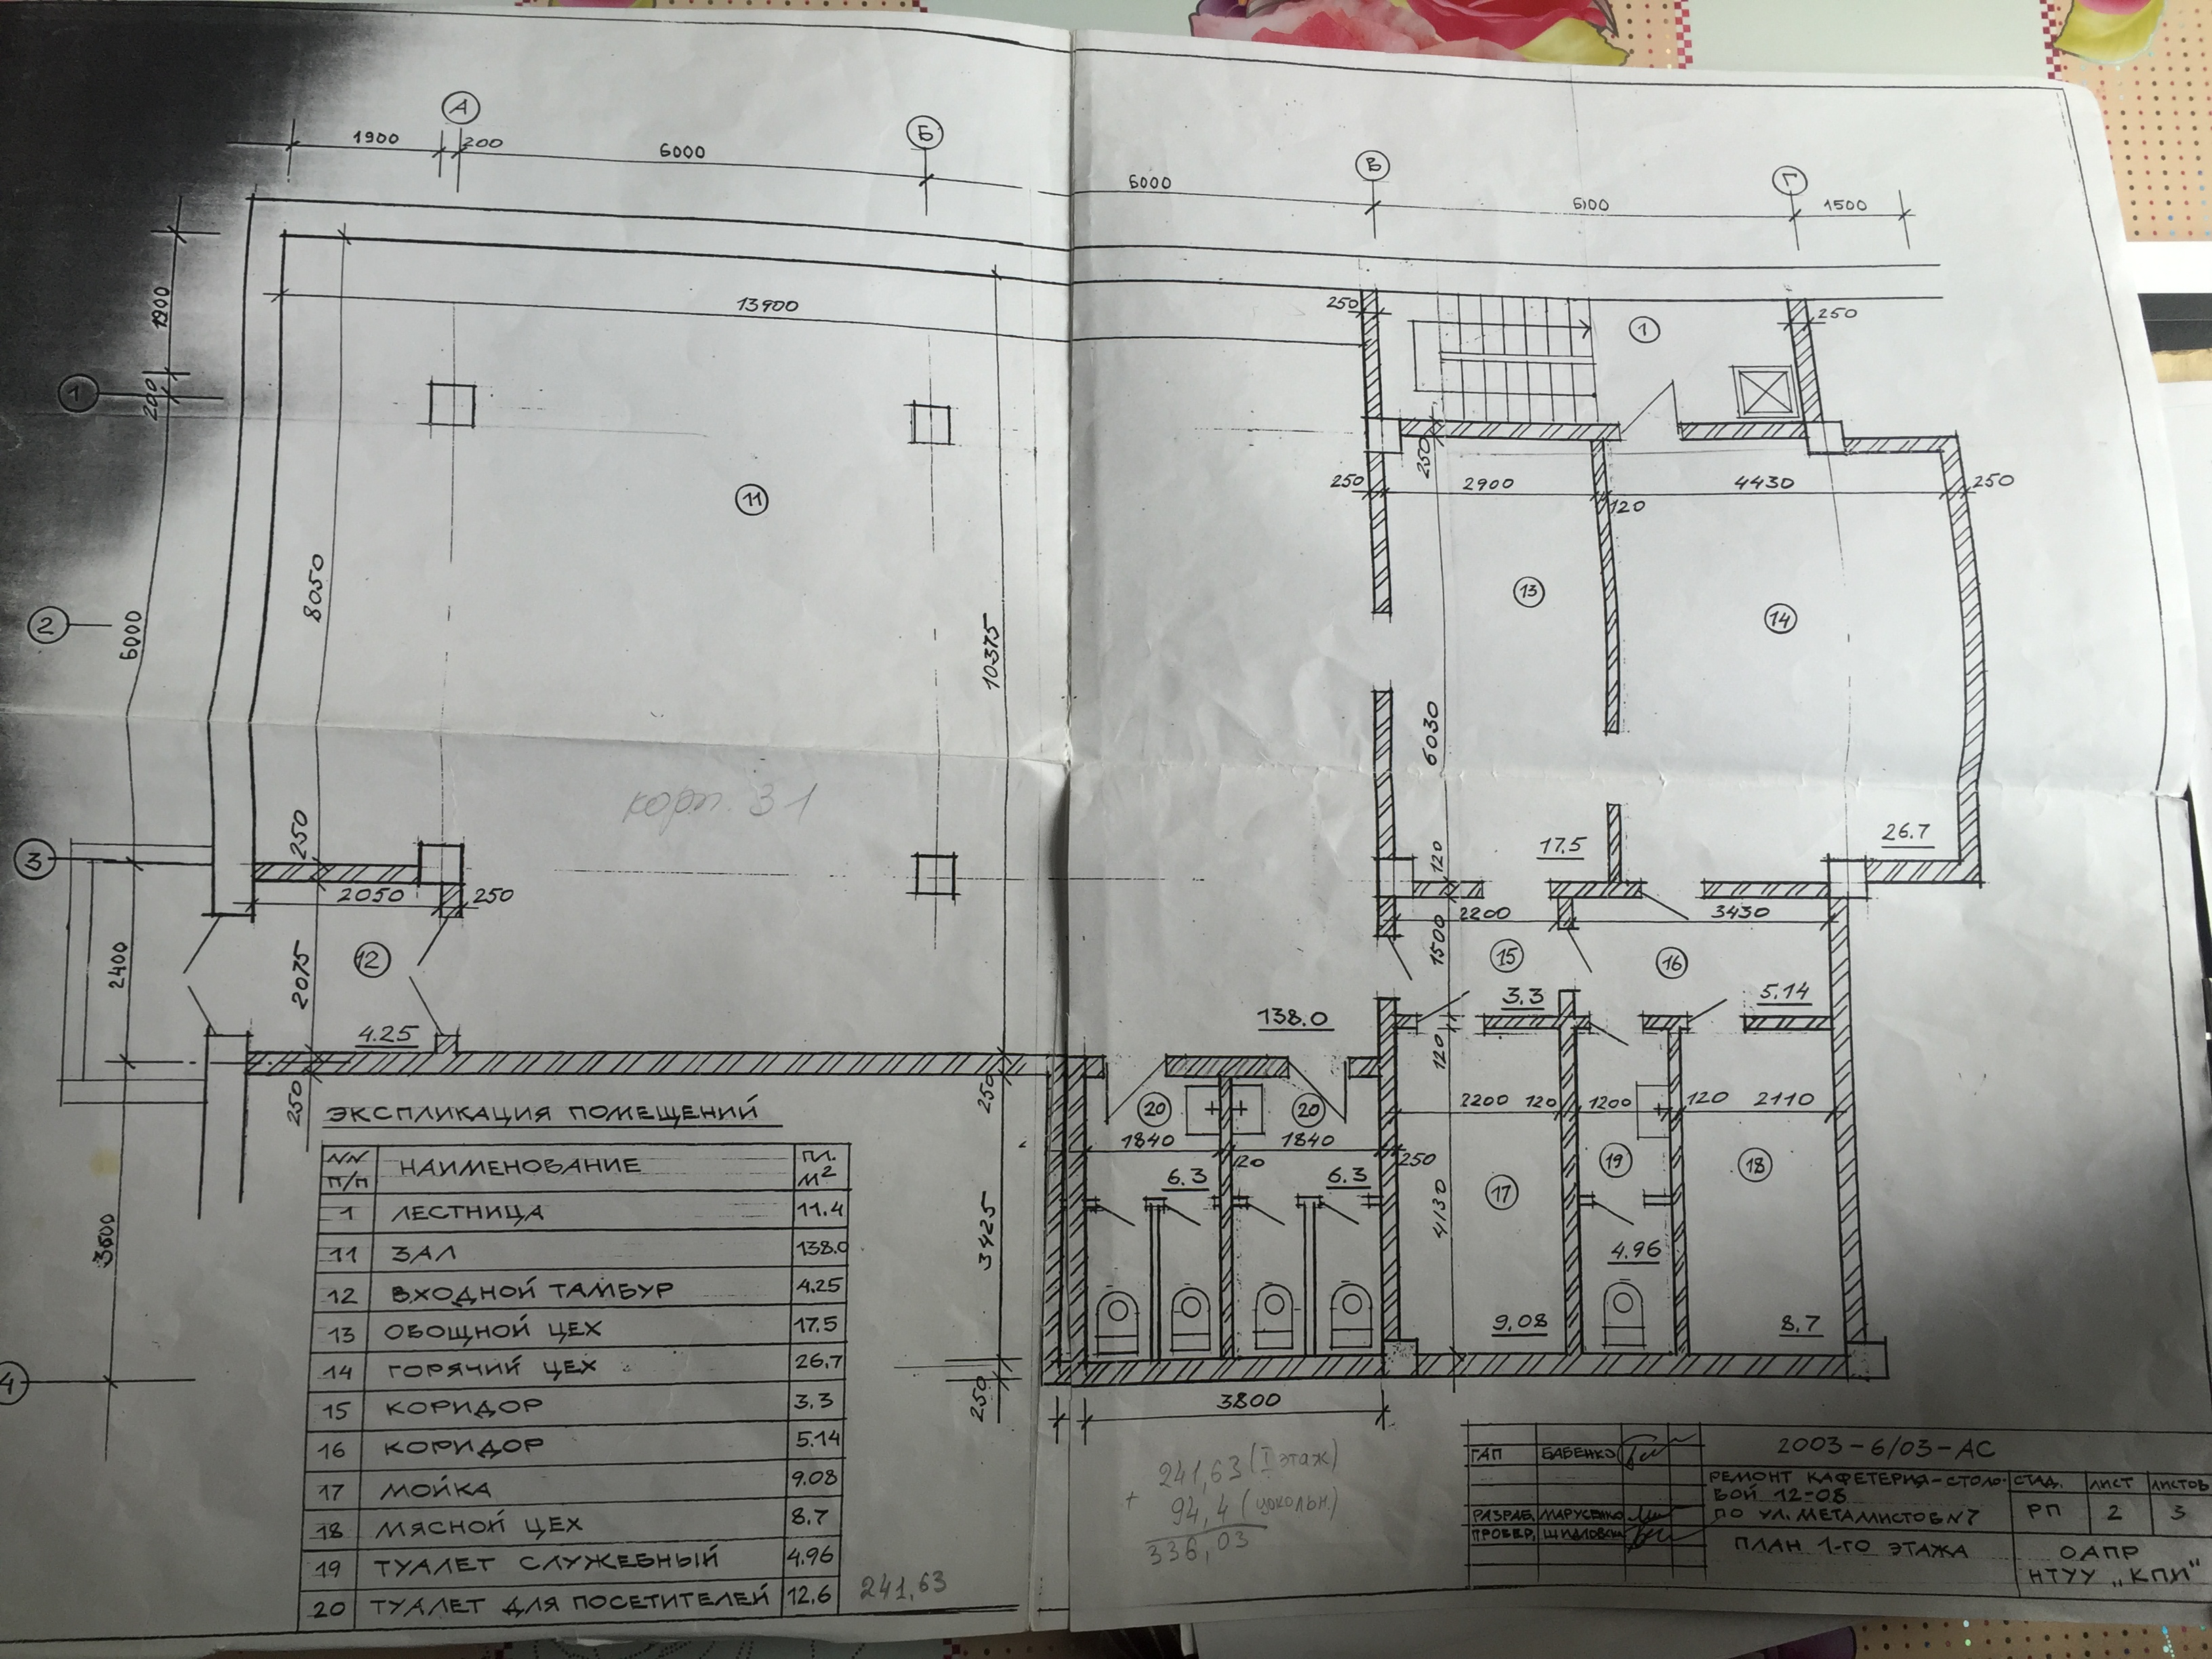 А
Б
В
Г
1900
200
6000
6000
6100
1500
1900
200
1
13900
250
1
250
250
250
2900
120
4430
250
11
8050
10375
13
14
2
6000
6030
корп. 31
3
250
2050
250
120
17.5
26.7
2200
3430
2400
2075
12
4.25
1500
15
16
3.3
5.14
138.0
250
250
120
20
20
1840
1840
120
250
2200
120
1200
120
2110
6.3
6.3
3425
4130
17
19
18
4.96
9.08
8.7
3600
4
250
3800
ЭКСПЛИКАЦИЯ ПОМЕЩЕНИЙ
NN П/П НАИМЕНОВАНИЕ ПЛ. М2
1 ЛЕСТНИЦА 11.4
11 ЗАЛ 138.0
12 ВХОДНОЙ ТАМБУР 4.25
13 ОВОЩНОЙ ЦЕХ 17.5
14 ГОРЯЧИЙ ЦЕХ 26.7
15 КОРИДОР 3.3
16 КОРИДОР 5.14
17 МОЙКА 9.08
18 МЯСНОЙ ЦЕХ 8.7
19 ТУАЛЕТ СЛУЖЕБНЫЙ 4.96
20 ТУАЛЕТ ДЛЯ ПОСЕТИТЕЛЕЙ 12.6
241,63
241,63 (I этаж)
+ 94,4 (цокольн.)
336,03
ГАП БАБЕНКО
РАЗРАБ. МАРУСЕНКО
ПРОВЕР.
2003-6/03-АС
РЕМОНТ КАФЕТЕРИЯ-СТОЛО-
ВОЙ 12-08
ПО УЛ. МЕТАЛИСТОВ N7
СТАД. ЛИСТ ЛИСТОВ
РП 2 3
ПЛАН 1-ГО ЭТАЖА
ОАПР
НТУУ „КПИ"